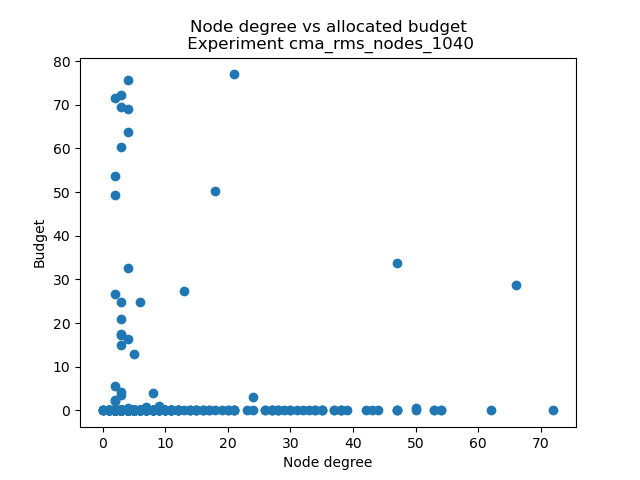 Node degree vs allocated budget
Experiment cma_rms_nodes_1040
80
70
60
50
40
30
20
10
0
Budget
0 10 20 30 40 50 60 70
Node degree